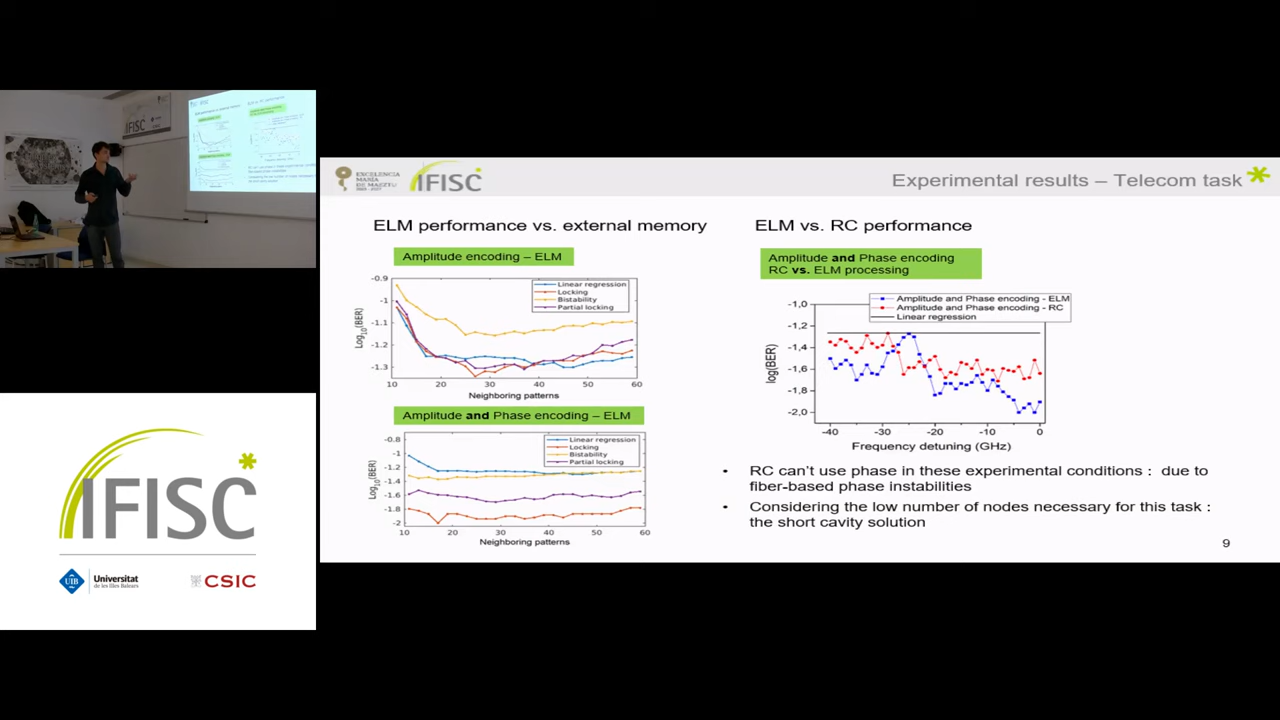 IFISC
EXCELENCIA
MARÍA
DE MAEZTU
IFISC
Experimental results – Telecom task
ELM performance vs. external memory
Amplitude encoding – ELM
-0.9
-1
-1.1
-1.2
-1.3
Log10(BER)
Linear regression
Locking
Bistability
Partial locking
10 20 30 40 50 60
Neighboring patterns
Amplitude and Phase encoding – ELM
-0.8
-1.2
-1.6
-1.8
-2
Log10(BER)
Linear regression
Locking
Bistability
Partial locking
10 20 30 40 50 60
Neighboring patterns
ELM vs. RC performance
Amplitude and Phase encoding
RC vs. ELM processing
Amplitude and Phase encoding - ELM
Amplitude and Phase encoding - RC
Linear regression
-1,0
-1,2
-1,4
-1,6
-1,8
-2,0
log(BER)
-40 -30 -20 -10 0
Frequency detuning (GHz)
• RC can't use phase in these experimental conditions : due to
fiber-based phase instabilities
• Considering the low number of nodes necessary for this task :
the short cavity solution
9
IFISC
UIB
Universitat
de les Illes Balears
CSIC